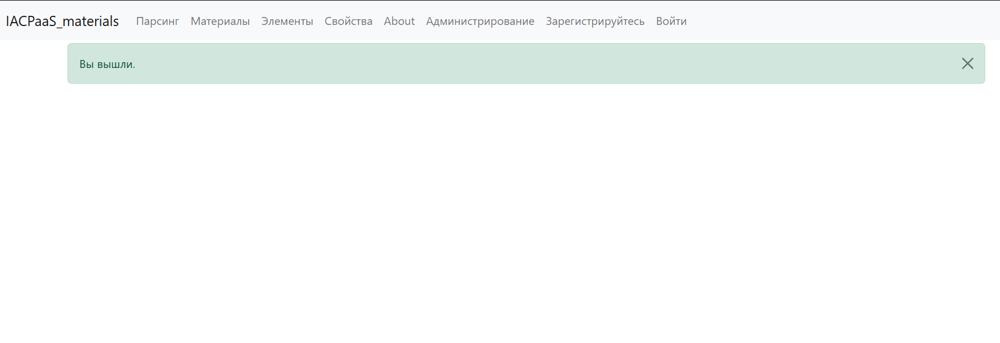 IACPaaS_materials Парсинг Материалы Элементы Свойства About Администрирование Зарегистрируйтесь Войти
Вы вышли.